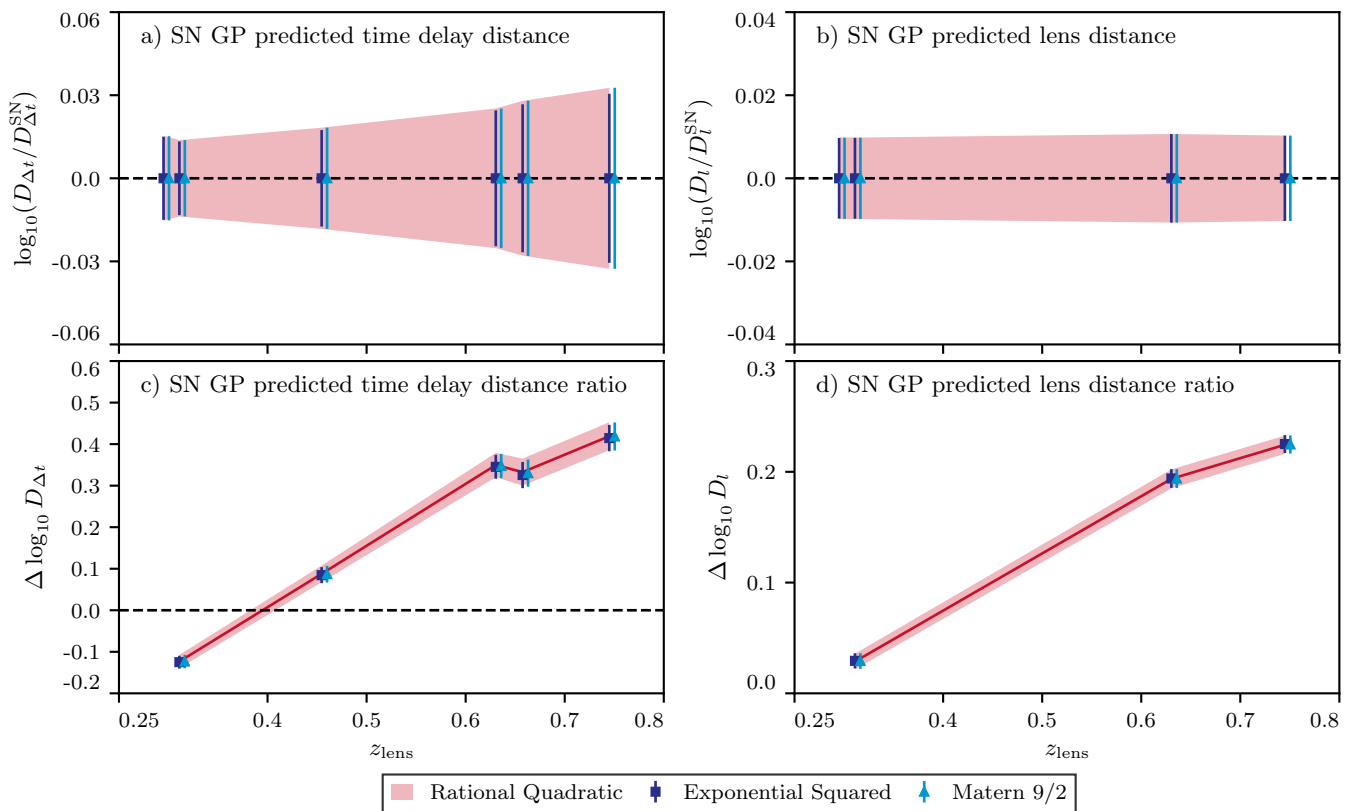 a) SN GP predicted time delay distance
0.06
0.03
0.0
-0.03
-0.06
log10(DΔt/DΔt^SN)
b) SN GP predicted lens distance
0.04
0.02
0.0
-0.02
-0.04
log10(Dl/Dl^SN)
c) SN GP predicted time delay distance ratio
0.6
0.5
0.4
0.3
0.2
0.1
0.0
-0.1
-0.2
Δ log10 DΔt
0.25 0.4 0.5 0.6 0.7 0.8
zlens
d) SN GP predicted lens distance ratio
0.3
0.2
0.1
0.0
Δ log10 Dl
0.25 0.4 0.5 0.6 0.7 0.8
zlens
Rational Quadratic Exponential Squared Matern 9/2